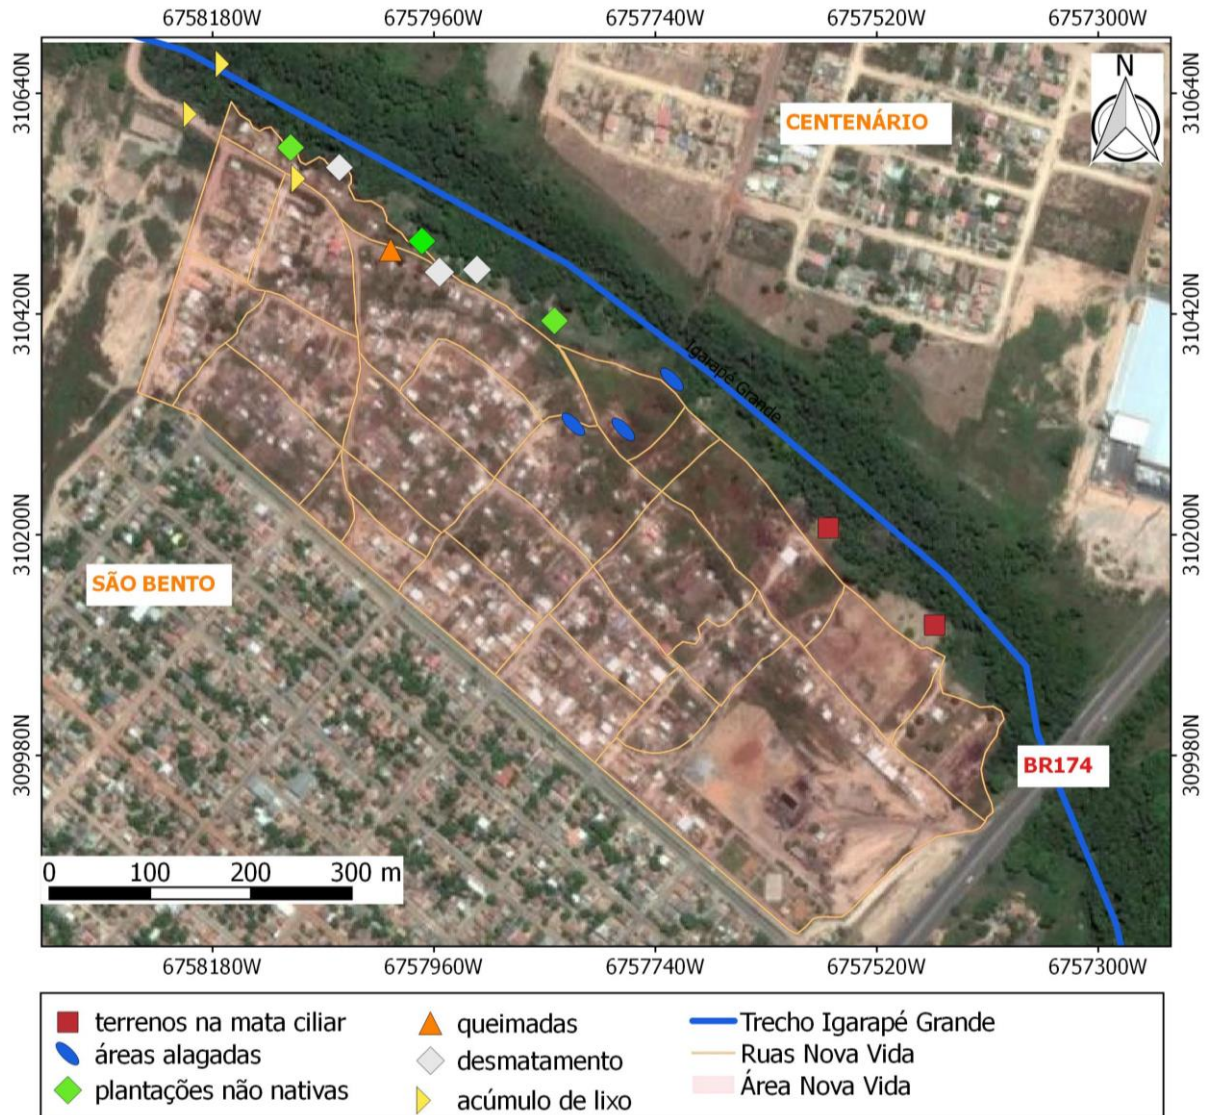 6758180W 6757960W 6757740W 6757520W 6757300W
310640N 310640N
N
CENTENÁRIO
310420N 310420N
Igarapé Grande
310200N 310200N
SÃO BENTO
309980N 309980N
BR174
0 100 200 300 m
6758180W 6757960W 6757740W 6757520W 6757300W
terrenos na mata ciliar queimadas Trecho Igarapé Grande
áreas alagadas desmatamento Ruas Nova Vida
plantações não nativas acúmulo de lixo Área Nova Vida